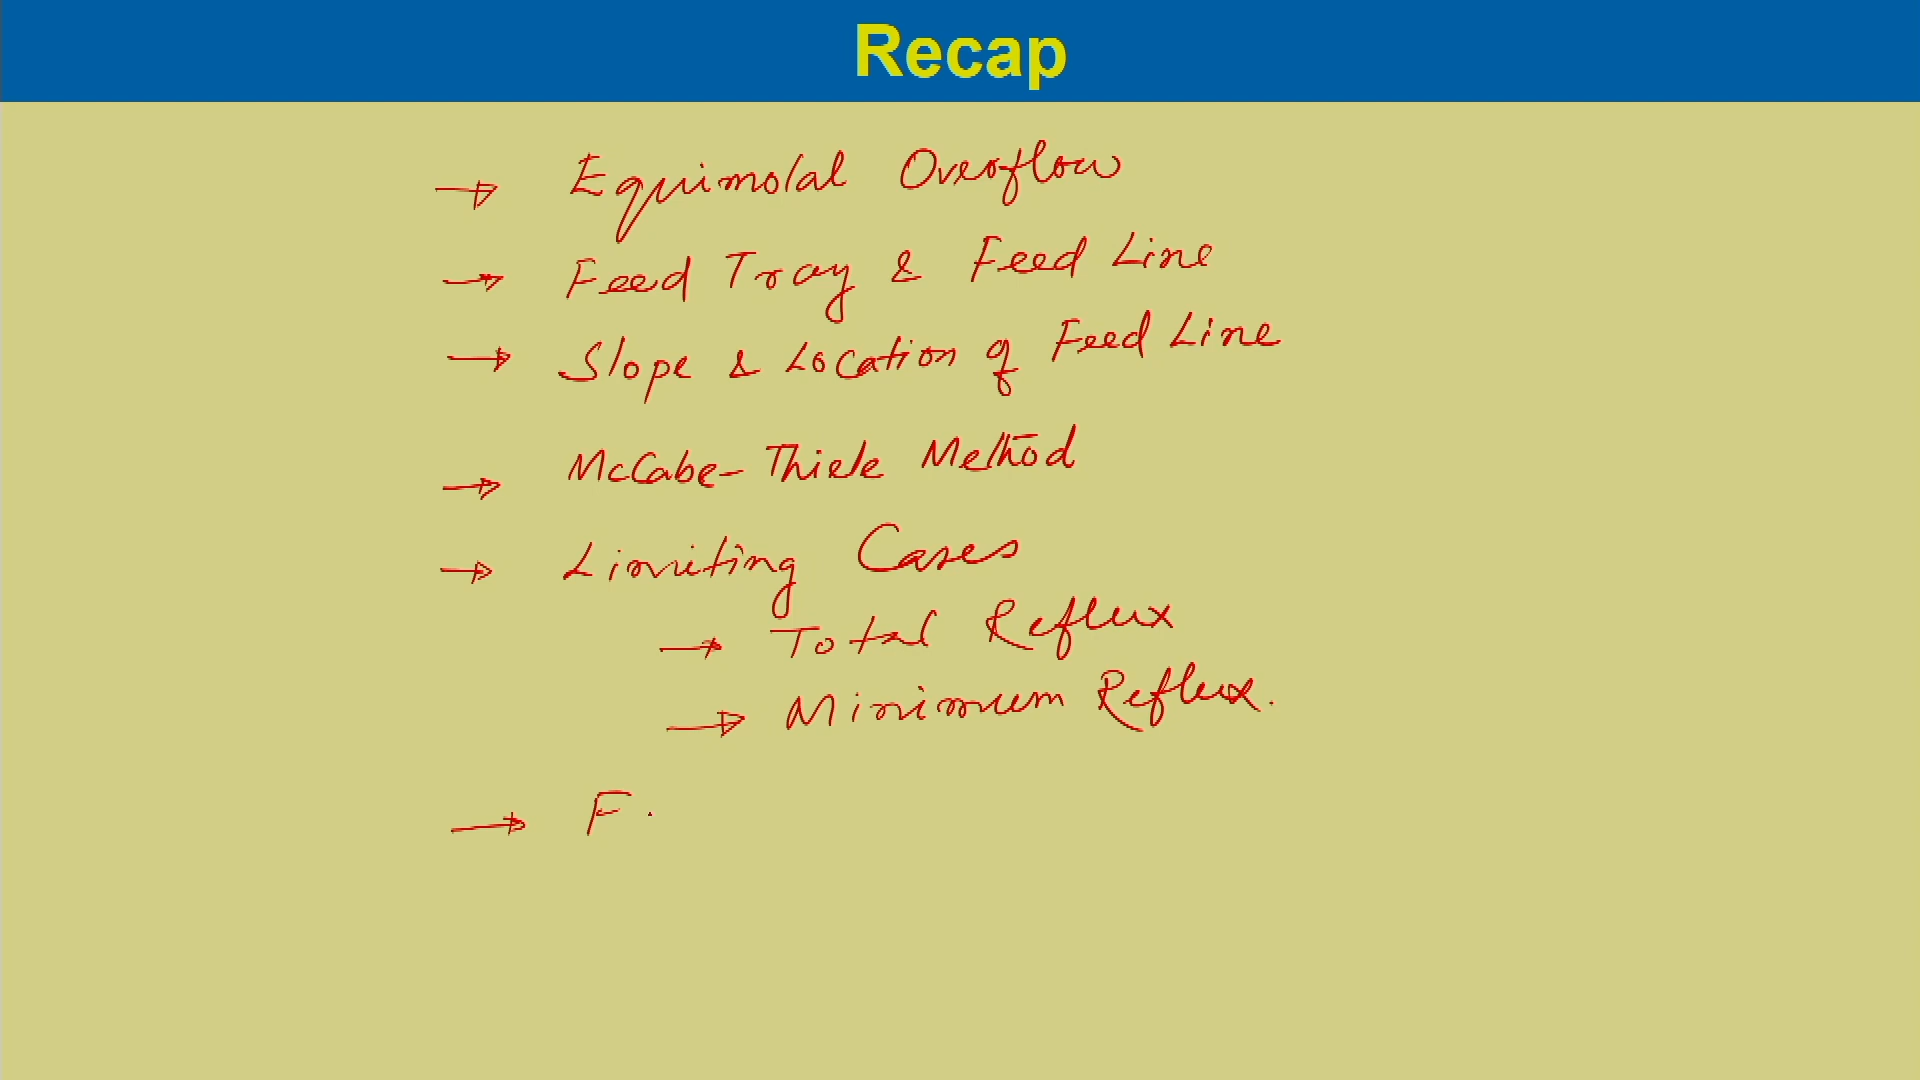 Recap
→ Equimolal Overflow
→ Feed Tray & Feed Line
→ Slope & Location of Feed Line
→ McCabe-Thiele Method
→ Limiting Cases
→ Total Reflux
→ Minimum Reflux.
→ F.